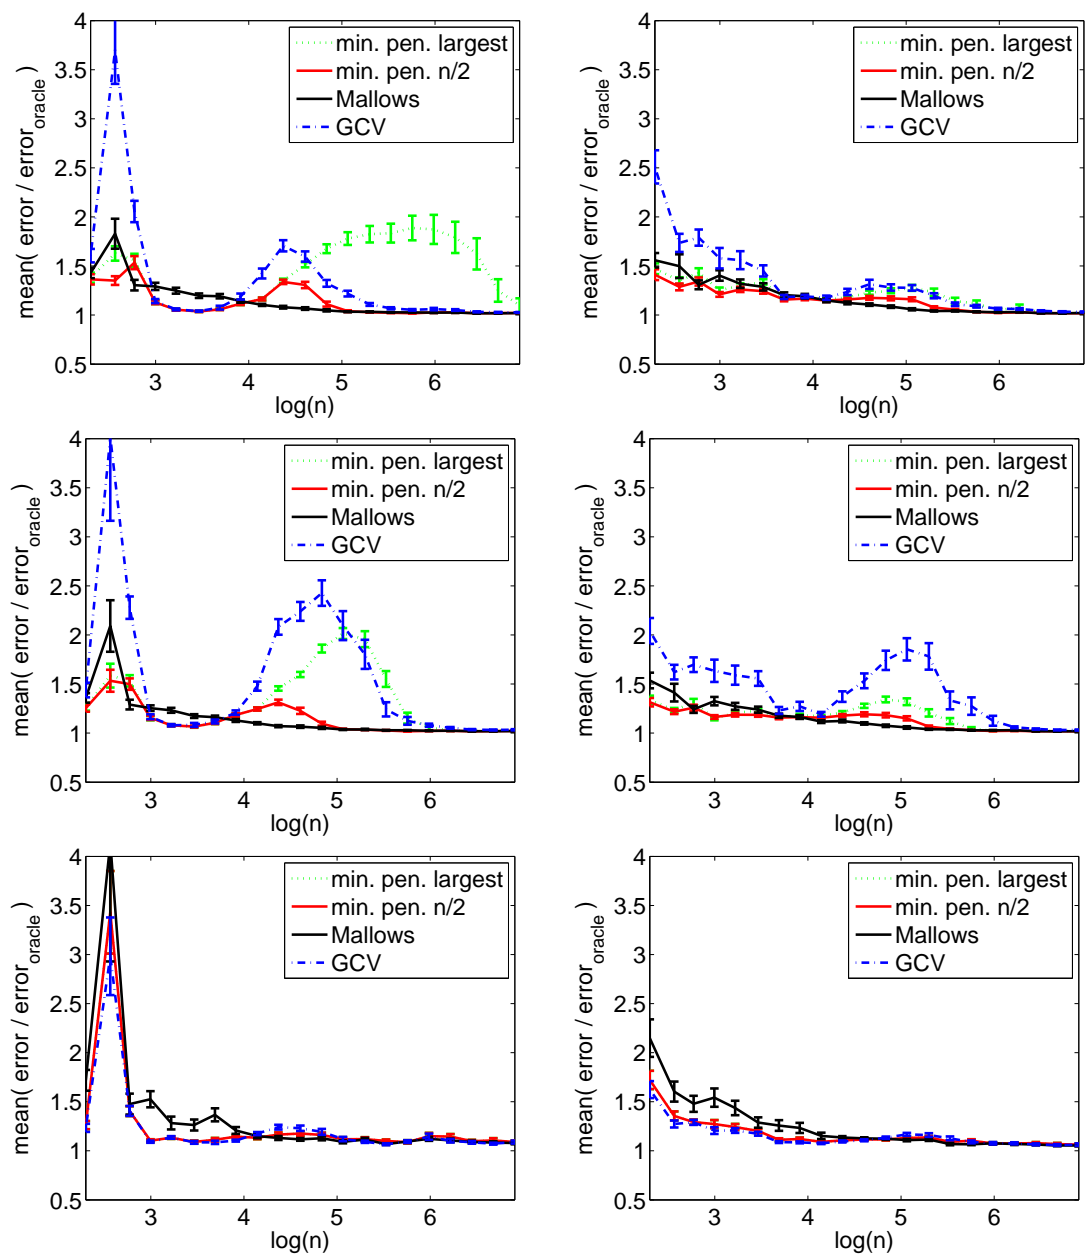 4
3.5
3
2.5
2
1.5
1
0.5
3 4 5 6
log(n)
mean( error / error_oracle )
min. pen. largest
min. pen. n/2
Mallows
GCV
4
3.5
3
2.5
2
1.5
1
0.5
3 4 5 6
log(n)
mean( error / error_oracle )
min. pen. largest
min. pen. n/2
Mallows
GCV
4
3.5
3
2.5
2
1.5
1
0.5
3 4 5 6
log(n)
mean( error / error_oracle )
min. pen. largest
min. pen. n/2
Mallows
GCV
4
3.5
3
2.5
2
1.5
1
0.5
3 4 5 6
log(n)
mean( error / error_oracle )
min. pen. largest
min. pen. n/2
Mallows
GCV
4
3.5
3
2.5
2
1.5
1
0.5
3 4 5 6
log(n)
mean( error / error_oracle )
min. pen. largest
min. pen. n/2
Mallows
GCV
4
3.5
3
2.5
2
1.5
1
0.5
3 4 5 6
log(n)
mean( error / error_oracle )
min. pen. largest
min. pen. n/2
Mallows
GCV